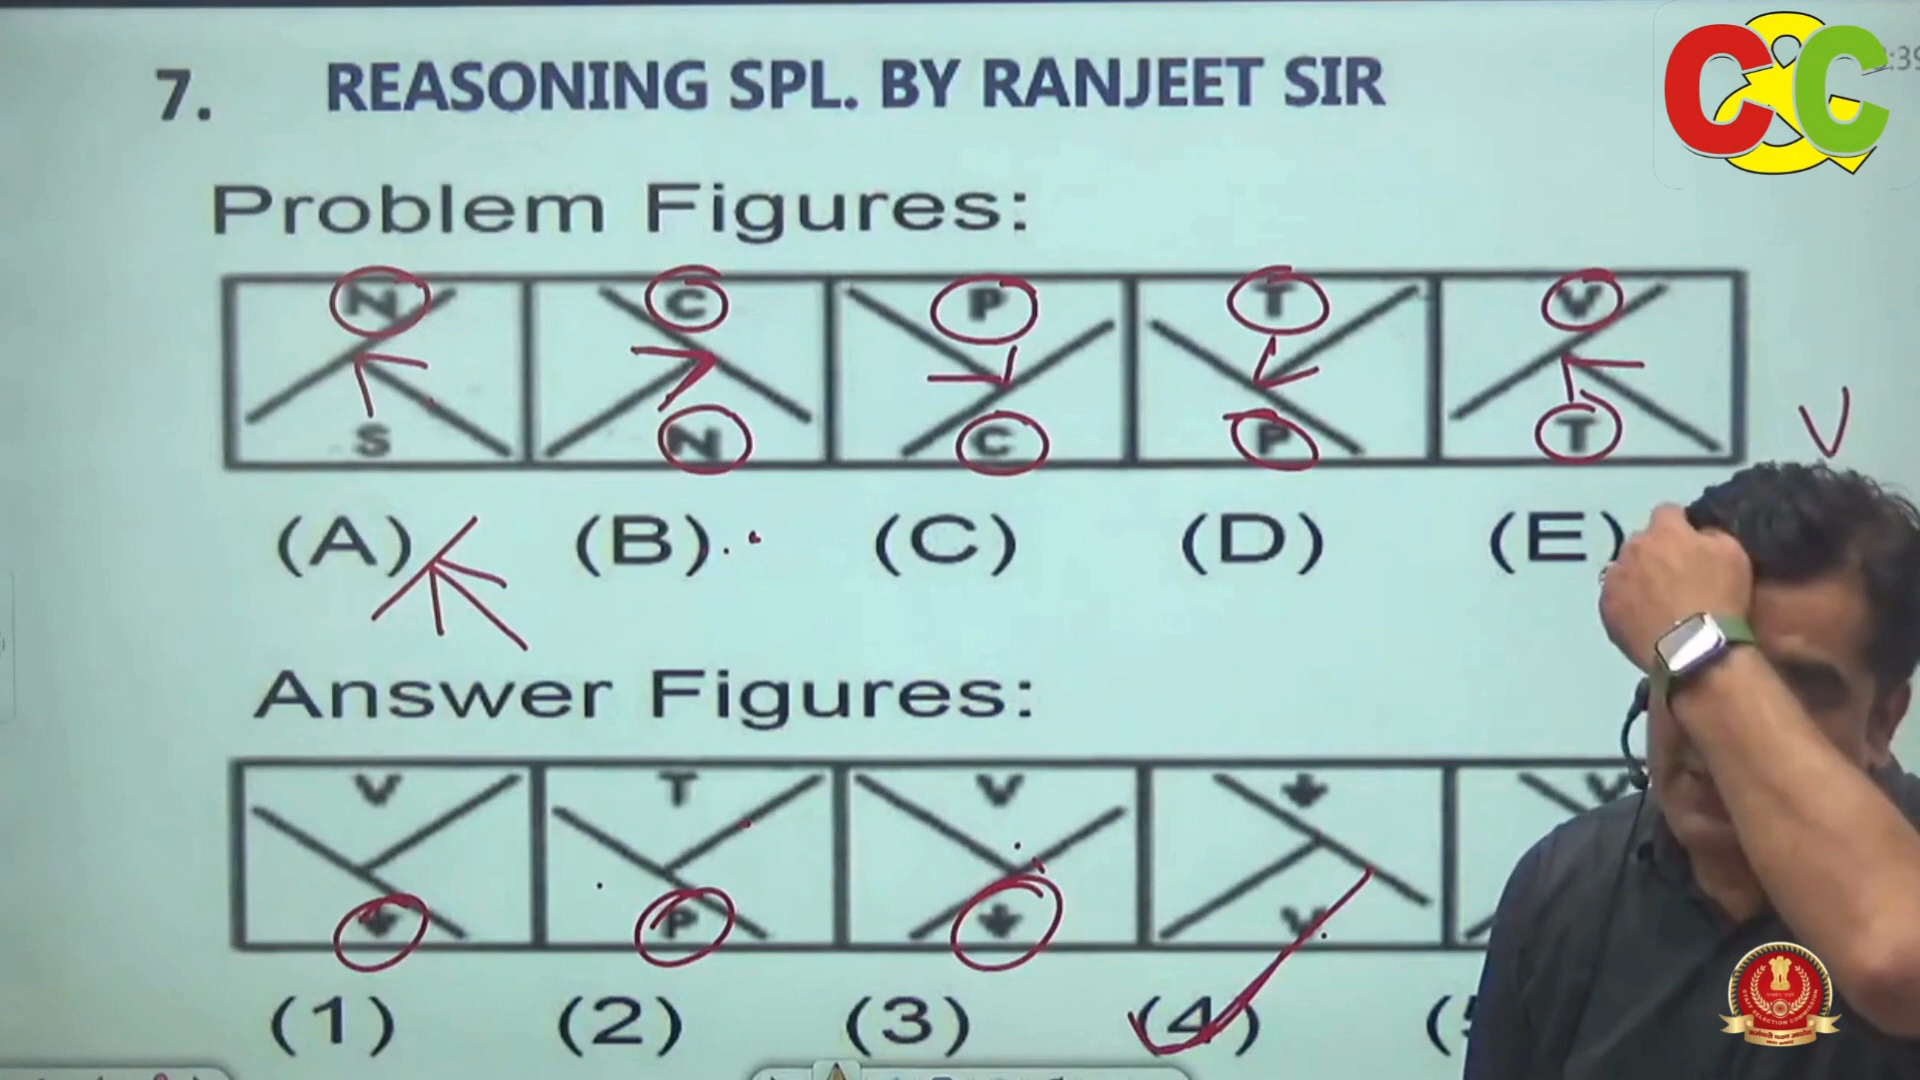 C&C
7. REASONING SPL. BY RANJEET SIR
Problem Figures:
N C P T V
S N C P T
V
(A) (B) (C) (D) (E)
Answer Figures:
V T V V
P V
(1) (2) (3) (4)